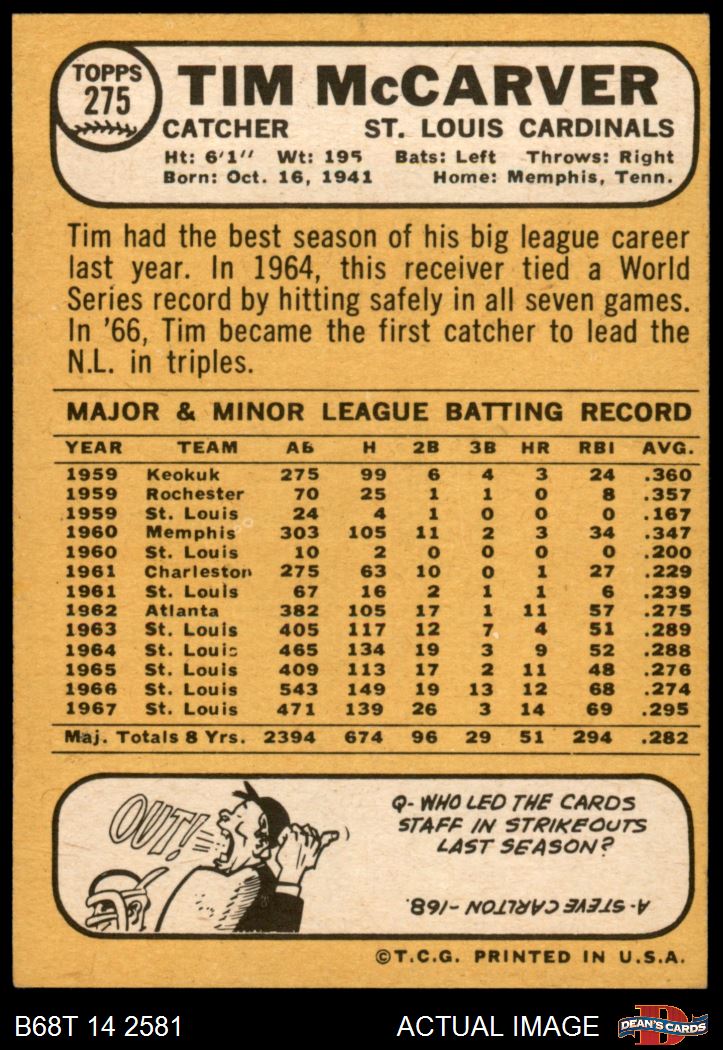 TOPPS
275
TIM McCARVER
CATCHER ST. LOUIS CARDINALS
Ht: 6'1" Wt: 195 Bats: Left Throws: Right
Born: Oct. 16, 1941 Home: Memphis, Tenn.
Tim had the best season of his big league career
last year. In 1964, this receiver tied a World
Series record by hitting safely in all seven games.
In '66, Tim became the first catcher to lead the
N.L. in triples.
MAJOR & MINOR LEAGUE BATTING RECORD
YEAR TEAM AB H 2B 3B HR RBI AVG.
1959 Keokuk 275 99 6 4 3 24 .360
1959 Rochester 70 25 1 1 0 8 .357
1959 St. Louis 24 4 1 0 0 0 .167
1960 Memphis 303 105 11 2 3 34 .347
1960 St. Louis 10 2 0 0 0 0 .200
1961 Charleston 275 63 10 0 1 27 .229
1961 St. Louis 67 16 2 1 1 6 .239
1962 Atlanta 382 105 17 1 11 57 .275
1963 St. Louis 405 117 12 7 4 51 .289
1964 St. Louis 465 134 19 3 9 52 .288
1965 St. Louis 409 113 17 2 11 48 .276
1966 St. Louis 543 149 19 13 12 68 .274
1967 St. Louis 471 139 26 3 14 69 .295
Maj. Totals 8 Yrs. 2394 674 96 29 51 294 .282
OUT!
Q- WHO LED THE CARDS
STAFF IN STRIKEOUTS
LAST SEASON?
A- STEVE CARLTON -168.
©T.C.G. PRINTED IN U.S.A.
B68T 14 2581 ACTUAL IMAGE DEAN'S CARDS